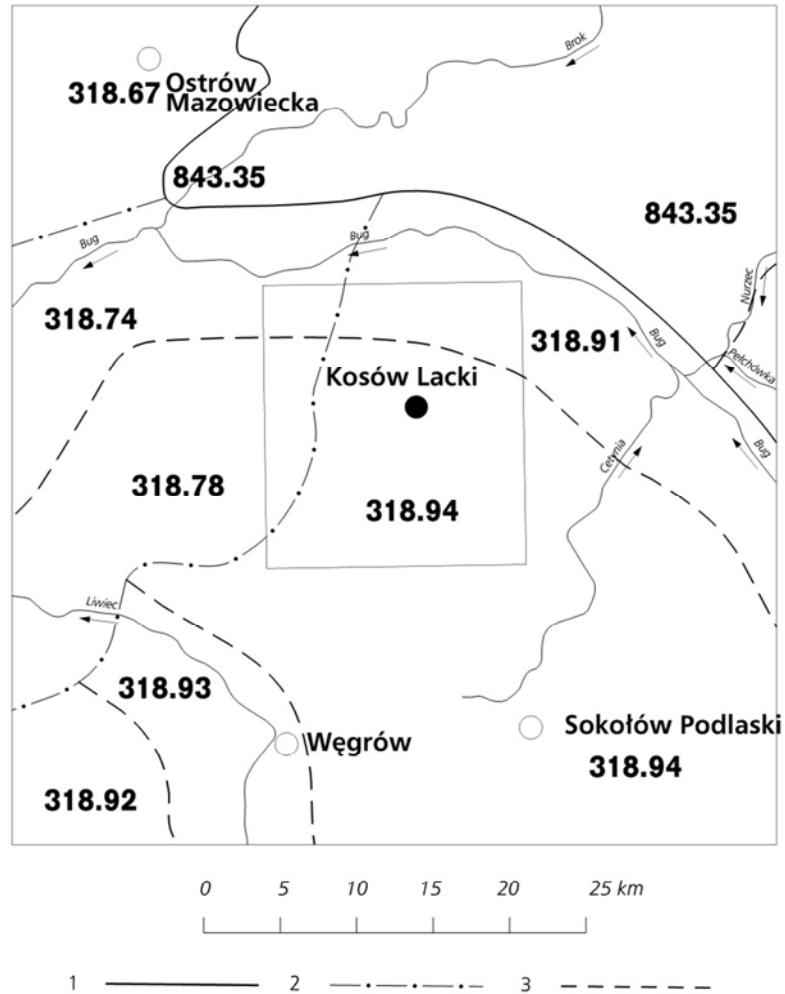 Brok
318.67 Ostrów
Mazowiecka
843.35
843.35
Bug
Bug
Nurzec
318.74
318.91
Bug
Pełchówka
Kosów Lacki
Cetynia
Bug
318.78
318.94
Liwiec
318.93
Węgrów
Sokołów Podlaski
318.94
318.92
0 5 10 15 20 25 km
1 2 3